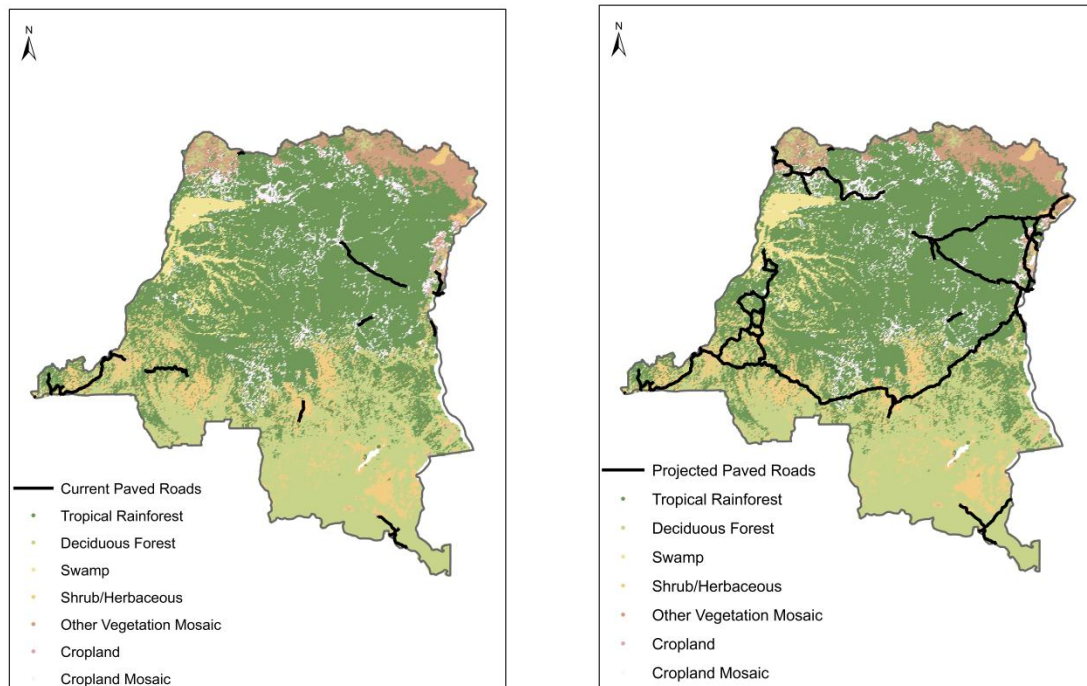 N
Current Paved Roads
Tropical Rainforest
Deciduous Forest
Swamp
Shrub/Herbaceous
Other Vegetation Mosaic
Cropland
Cropland Mosaic
N
Projected Paved Roads
Tropical Rainforest
Deciduous Forest
Swamp
Shrub/Herbaceous
Other Vegetation Mosaic
Cropland
Cropland Mosaic